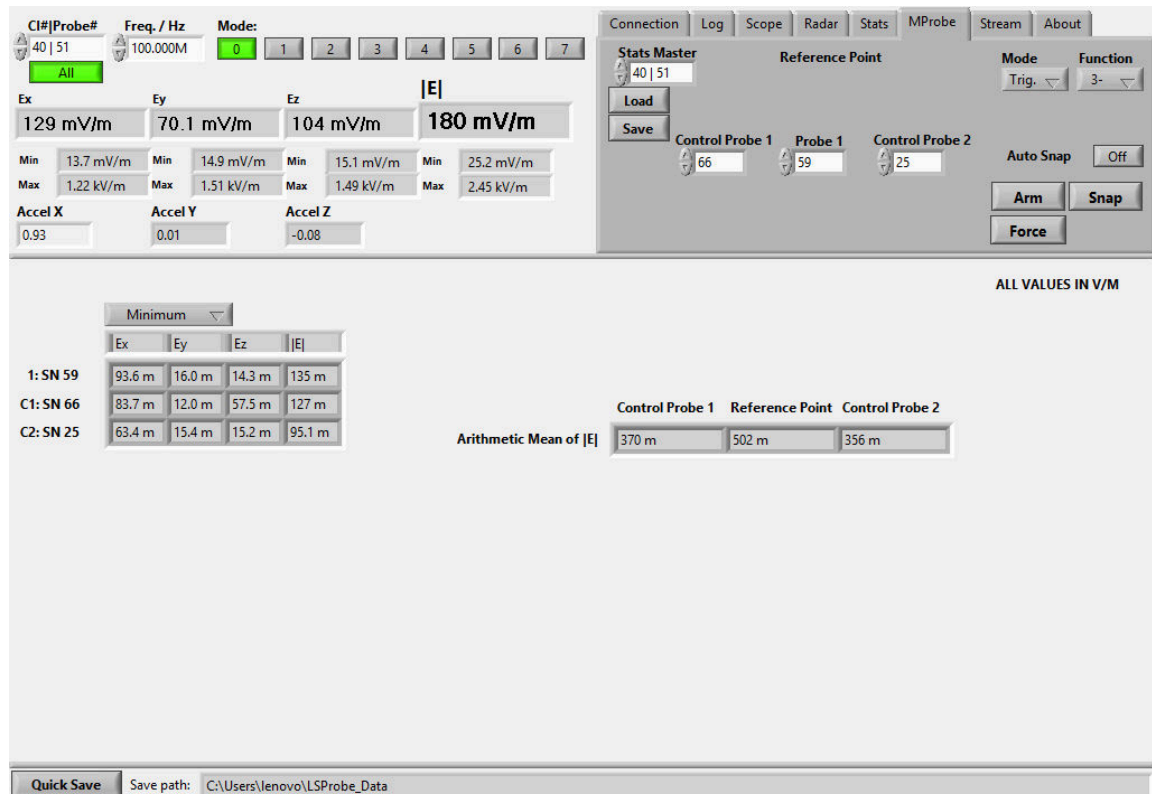 CI#|Probe# Freq. / Hz Mode:
40 | 51 100.000M 0 1 2 3 4 5 6 7
All
Ex Ey Ez |E|
129 mV/m 70.1 mV/m 104 mV/m 180 mV/m
Min 13.7 mV/m Min 14.9 mV/m Min 15.1 mV/m Min 25.2 mV/m
Max 1.22 kV/m Max 1.51 kV/m Max 1.49 kV/m Max 2.45 kV/m
Accel X Accel Y Accel Z
0.93 0.01 -0.08
Connection Log Scope Radar Stats MProbe Stream About
Stats Master Reference Point Mode Function
40 | 51 Trig. 3-
Load
Save
Control Probe 1 Probe 1 Control Probe 2
66 59 25
Auto Snap Off
Arm Snap
Force
ALL VALUES IN V/M
Minimum
Ex Ey Ez |E|
1: SN 59 93.6 m 16.0 m 14.3 m 135 m
C1: SN 66 83.7 m 12.0 m 57.5 m 127 m
C2: SN 25 63.4 m 15.4 m 15.2 m 95.1 m
Control Probe 1 Reference Point Control Probe 2
Arithmetic Mean of |E| 370 m 502 m 356 m
Quick Save Save path: C:\Users\lenovo\LSProbe_Data